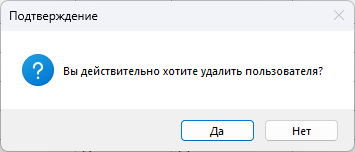 Подтверждение
Вы действительно хотите удалить пользователя?
Да
Нет